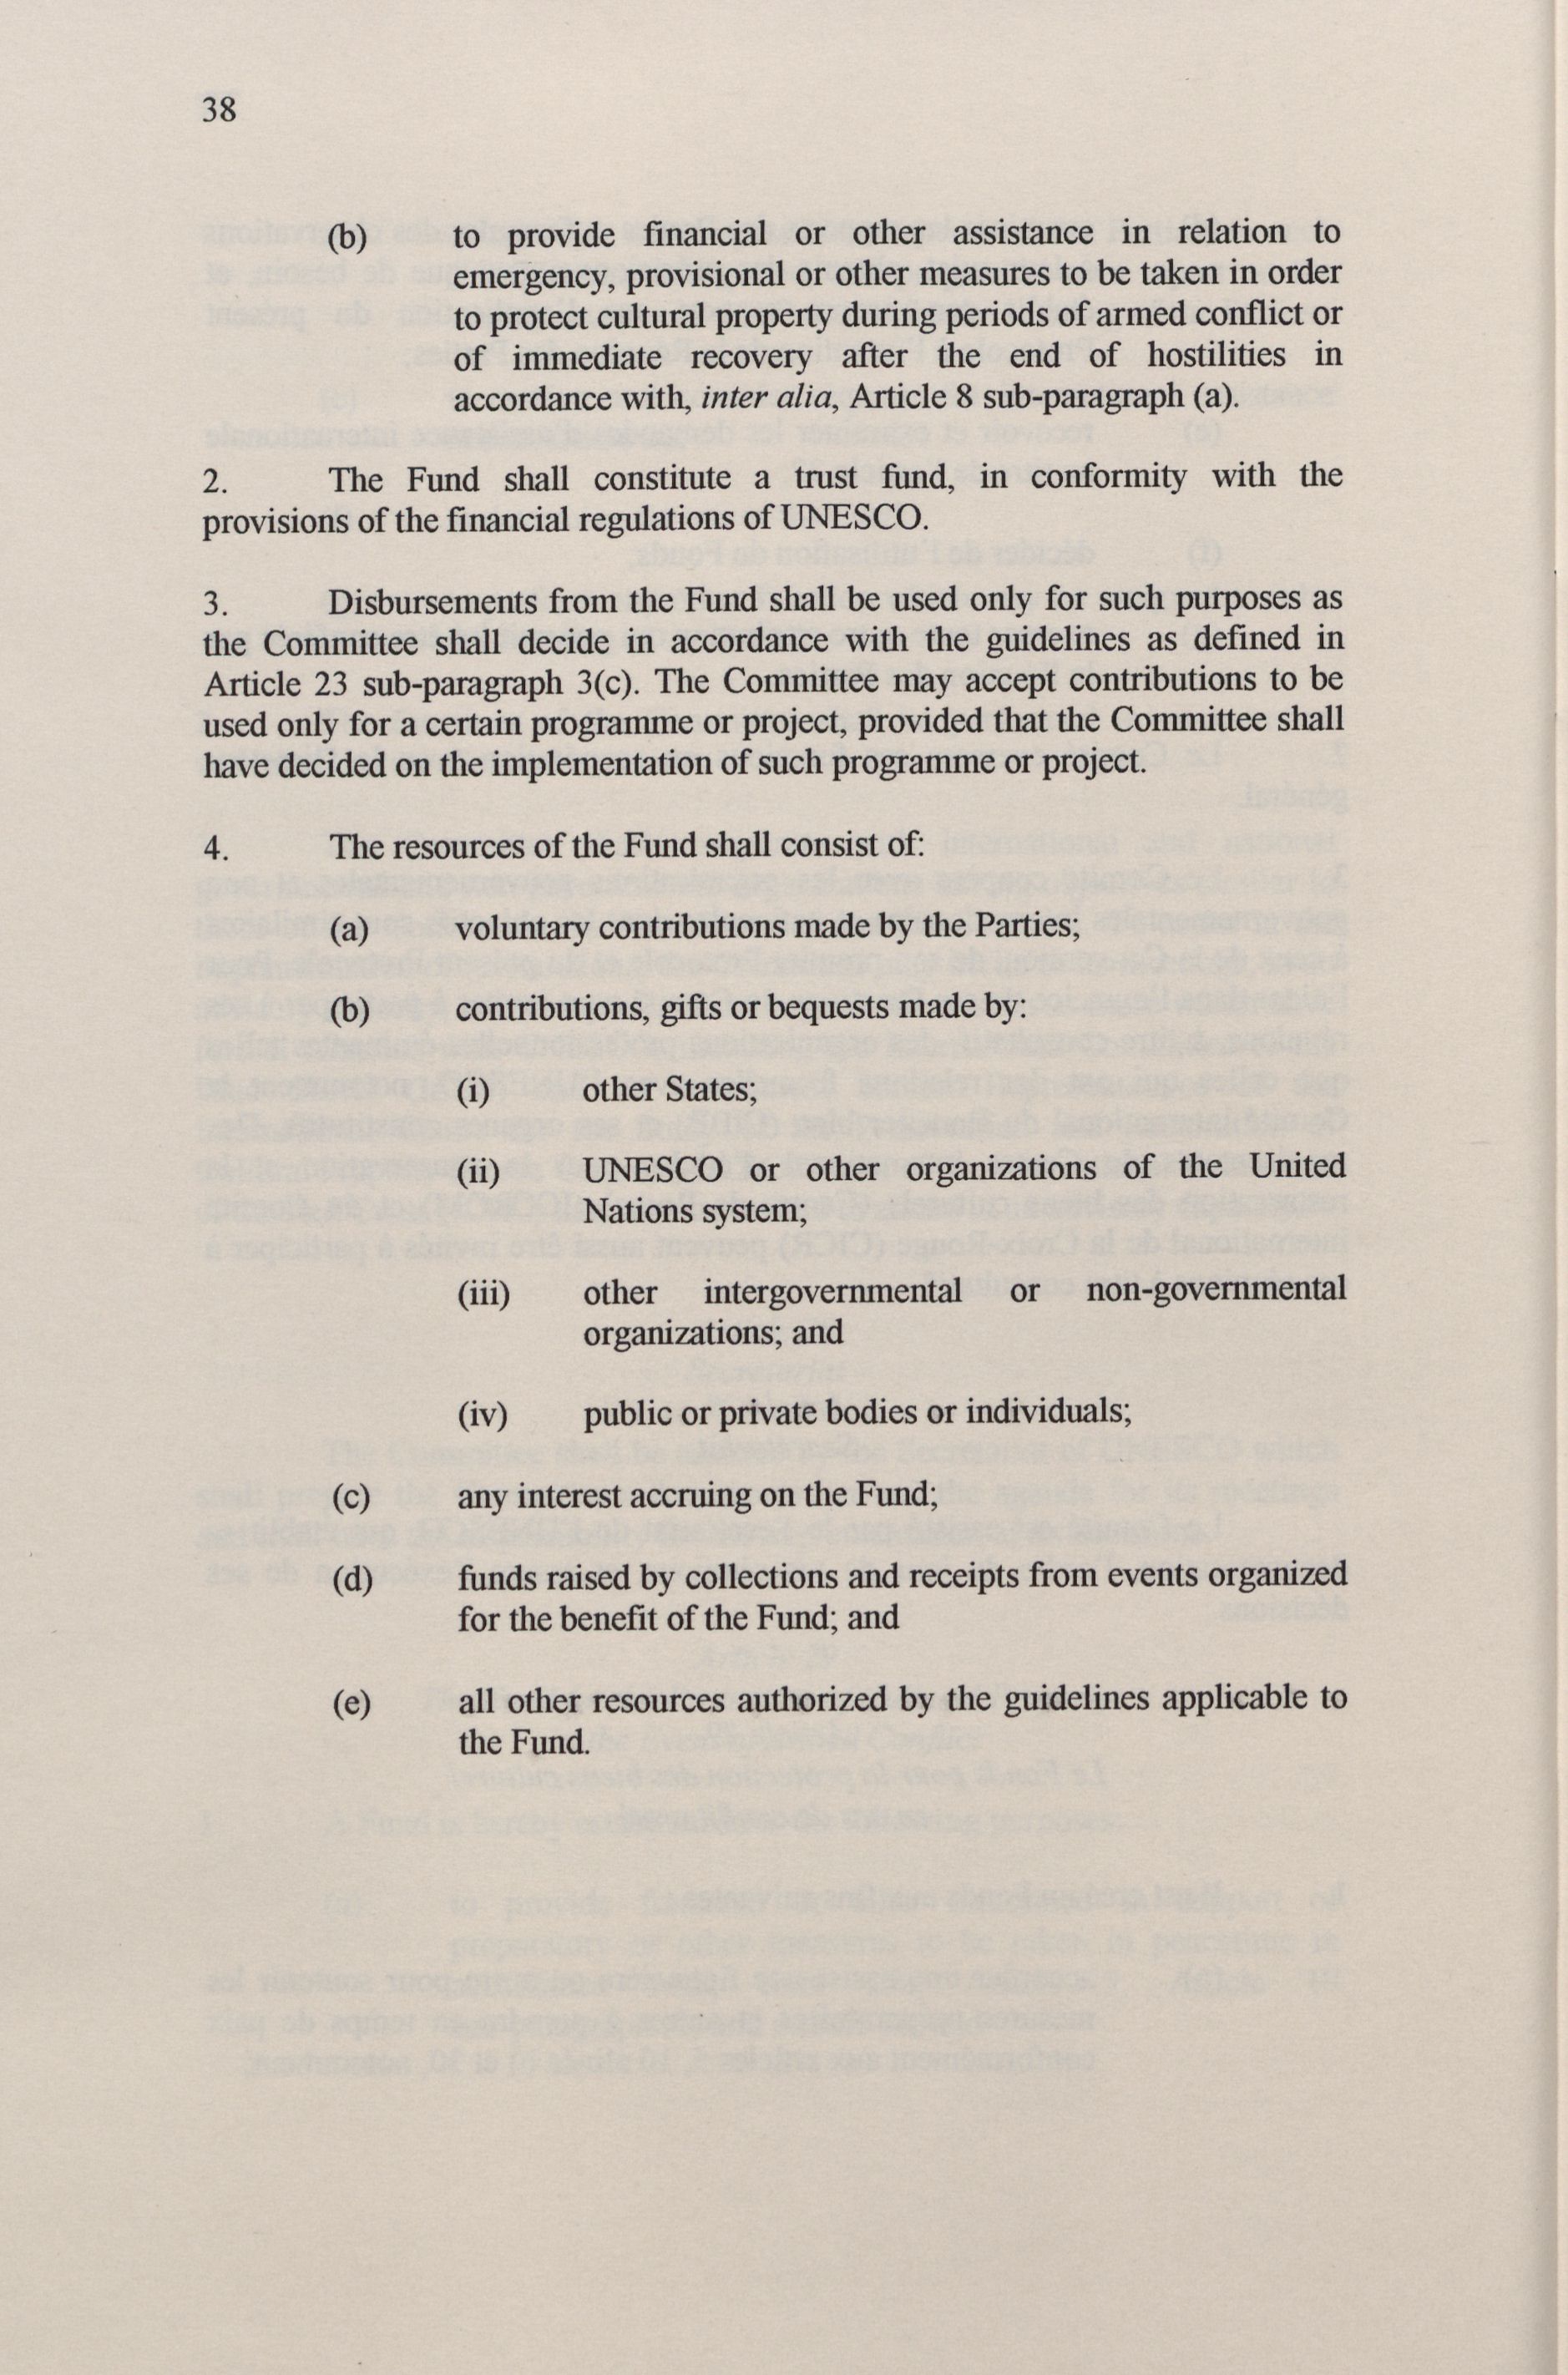 38
(b) to provide financial or other assistance in relation to
emergency, provisional or other measures to be taken in order
to protect cultural property during periods of armed conflict or
of immediate recovery after the end of hostilities in
accordance with, inter alia, Article 8 sub-paragraph (a).
2. The Fund shall constitute a trust fund, in conformity with the
provisions of the financial regulations of UNESCO.
3. Disbursements from the Fund shall be used only for such purposes as
the Committee shall decide in accordance with the guidelines as defined in
Article 23 sub-paragraph 3(c). The Committee may accept contributions to be
used only for a certain programme or project, provided that the Committee shall
have decided on the implementation of such programme or project.
4. The resources of the Fund shall consist of:
(a) voluntary contributions made by the Parties;
(b) contributions, gifts or bequests made by:
(i) other States;
(ii) UNESCO or other organizations of the United
Nations system;
(iii) other intergovernmental or non-governmental
organizations; and
(iv) public or private bodies or individuals;
(c) any interest accruing on the Fund;
(d) funds raised by collections and receipts from events organized
for the benefit of the Fund; and
(e) all other resources authorized by the guidelines applicable to
the Fund.